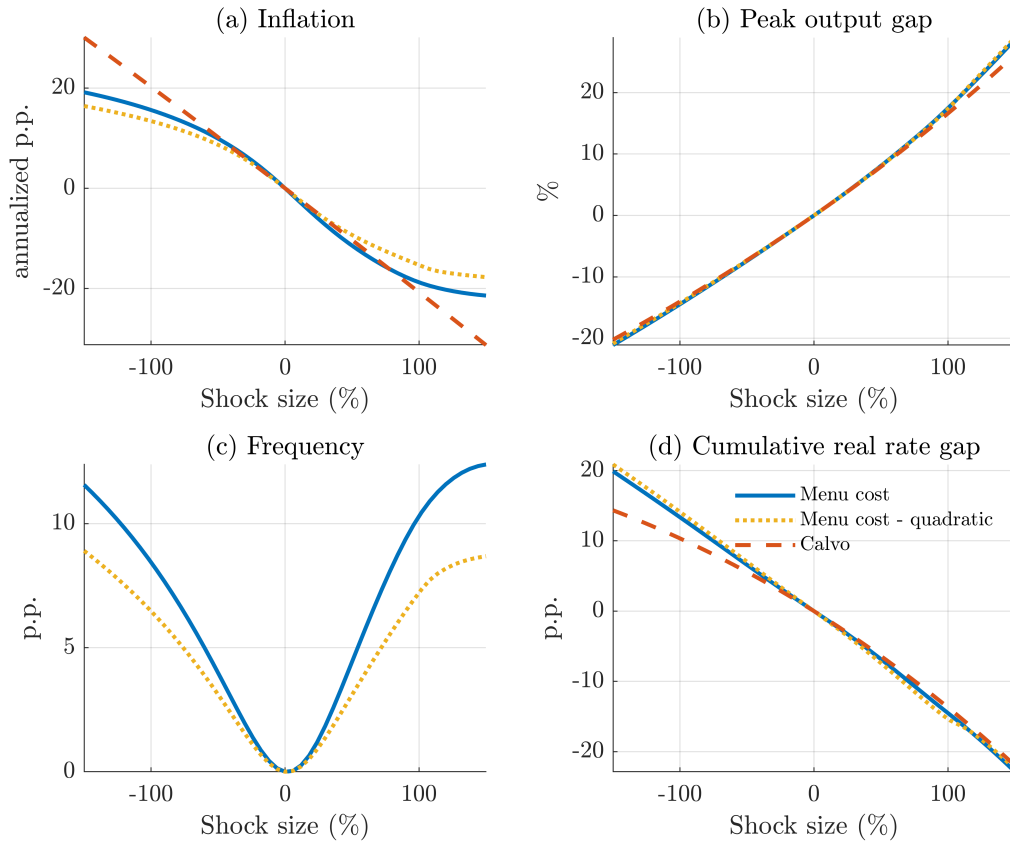 (a) Inflation
annualized p.p.
20
0
-20
-100
0
100
Shock size (%)
(b) Peak output gap
%
20
10
0
-10
-20
-100
0
100
Shock size (%)
(c) Frequency
p.p.
10
5
0
-100
0
100
Shock size (%)
(d) Cumulative real rate gap
p.p.
20
10
0
-10
-20
Menu cost
Menu cost - quadratic
Calvo
-100
0
100
Shock size (%)